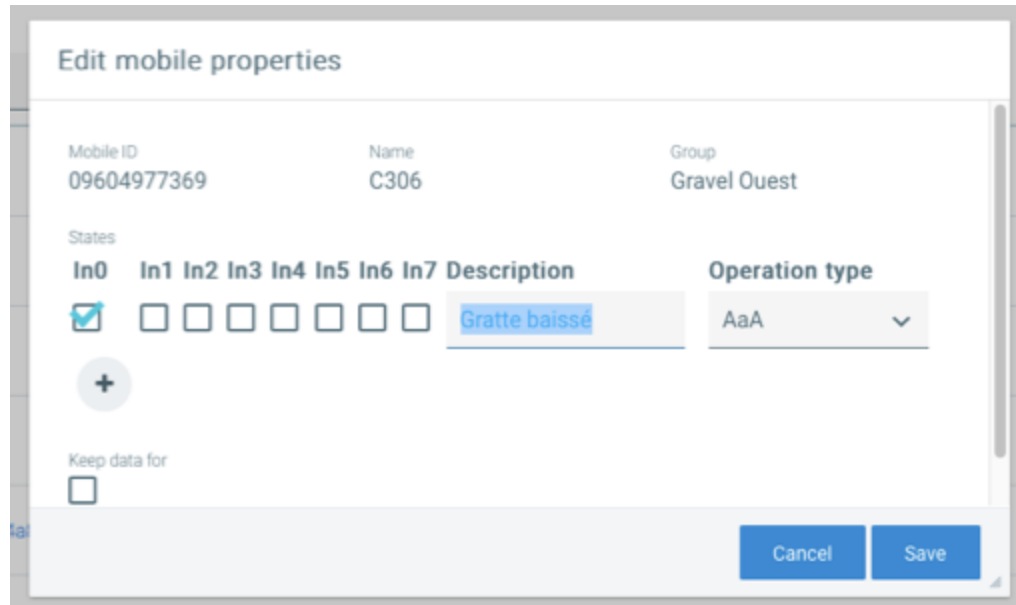 Edit mobile properties
Mobile ID Name Group
09604977369 C306 Gravel Ouest
States
In0 In1 In2 In3 In4 In5 In6 In7 Description Operation type
Gratte baissé AaA
+
Keep data for
Cancel Save